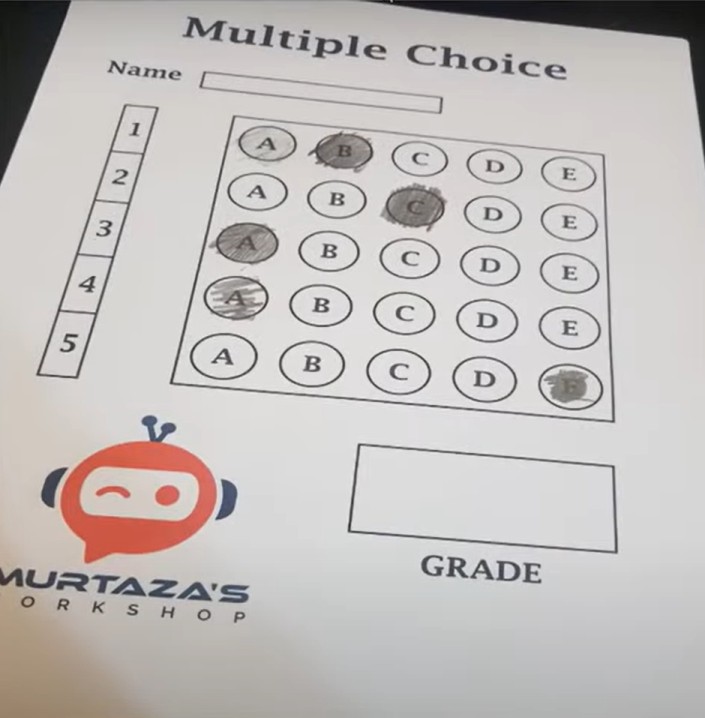 Multiple Choice
Name
1 A B C D E
2 A B C D E
3 A B C D E
4 A B C D E
5 A B C D E
GRADE
MURTAZA'S
ORKSHOP